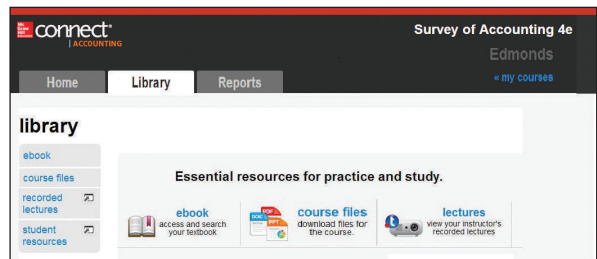 Mc Graw Hill Education connect®
| ACCOUNTING
Survey of Accounting 4e
Edmonds
« my courses
Home Library Reports
library
ebook
course files
recorded lectures
student resources
Essential resources for practice and study.
ebook
access and search
your textbook
DOC PDF PPT
course files
download files for
the course.
lectures
view your instructor's
recorded lectures